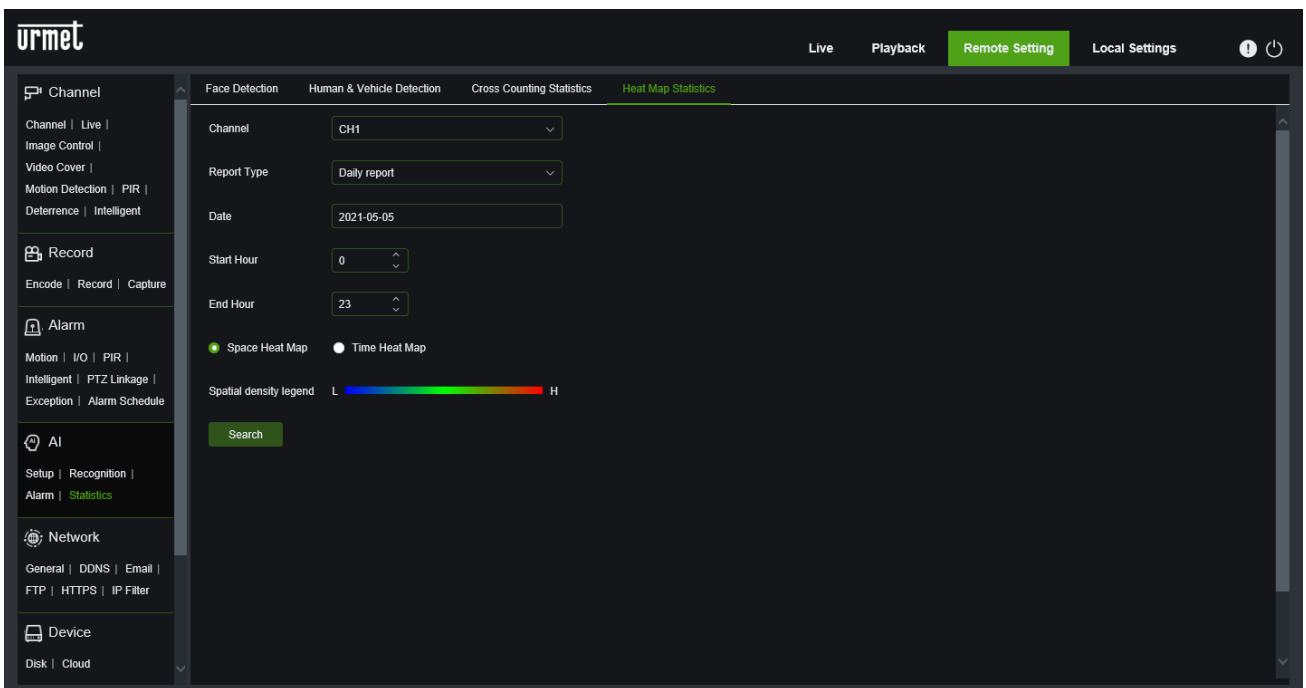 urmet
Live Playback Remote Setting Local Settings
Channel
Channel | Live |
Image Control |
Video Cover |
Motion Detection | PIR |
Deterrence | Intelligent
Record
Encode | Record | Capture
Alarm
Motion | I/O | PIR |
Intelligent | PTZ Linkage |
Exception | Alarm Schedule
AI
Setup | Recognition |
Alarm | Statistics
Network
General | DDNS | Email |
FTP | HTTPS | IP Filter
Device
Disk | Cloud
Face Detection Human & Vehicle Detection Cross Counting Statistics Heat Map Statistics
Channel CH1
Report Type Daily report
Date 2021-05-05
Start Hour 0
End Hour 23
Space Heat Map Time Heat Map
Spatial density legend L H
Search